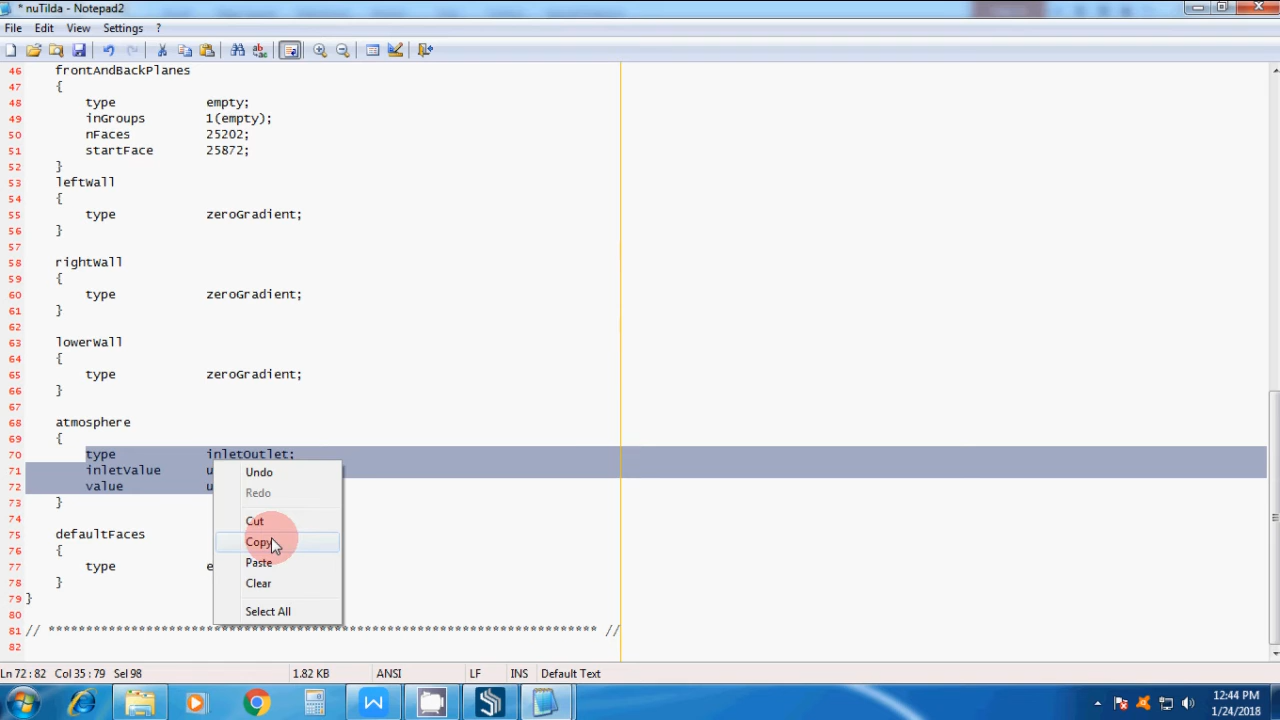 * nuTilda - Notepad2
File Edit View Settings ?
46 frontAndBackPlanes
47 {
48 type empty;
49 inGroups 1(empty);
50 nFaces 25202;
51 startFace 25872;
52 }
53 leftWall
54 {
55 type zeroGradient;
56 }
57
58 rightWall
59 {
60 type zeroGradient;
61 }
62
63 lowerWall
64 {
65 type zeroGradient;
66 }
67
68 atmosphere
69 {
70 type inletOutlet;
71 inletValue u
72 value u
73 }
74
75 defaultFaces
76 {
77 type e
78 }
79 }
80
81 // ************************************************************************* //
82
Undo
Redo
Cut
Copy
Paste
Clear
Select All
Ln 72 : 82 Col 35 : 79 Sel 98 1.82 KB ANSI LF INS Default Text
12:44 PM
1/24/2018